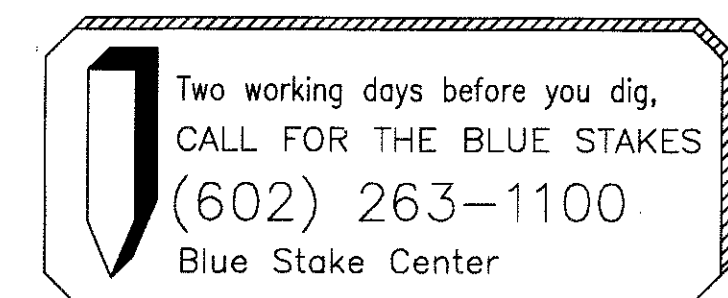 Two working days before you dig,
CALL FOR THE BLUE STAKES
(602) 263-1100
Blue Stake Center